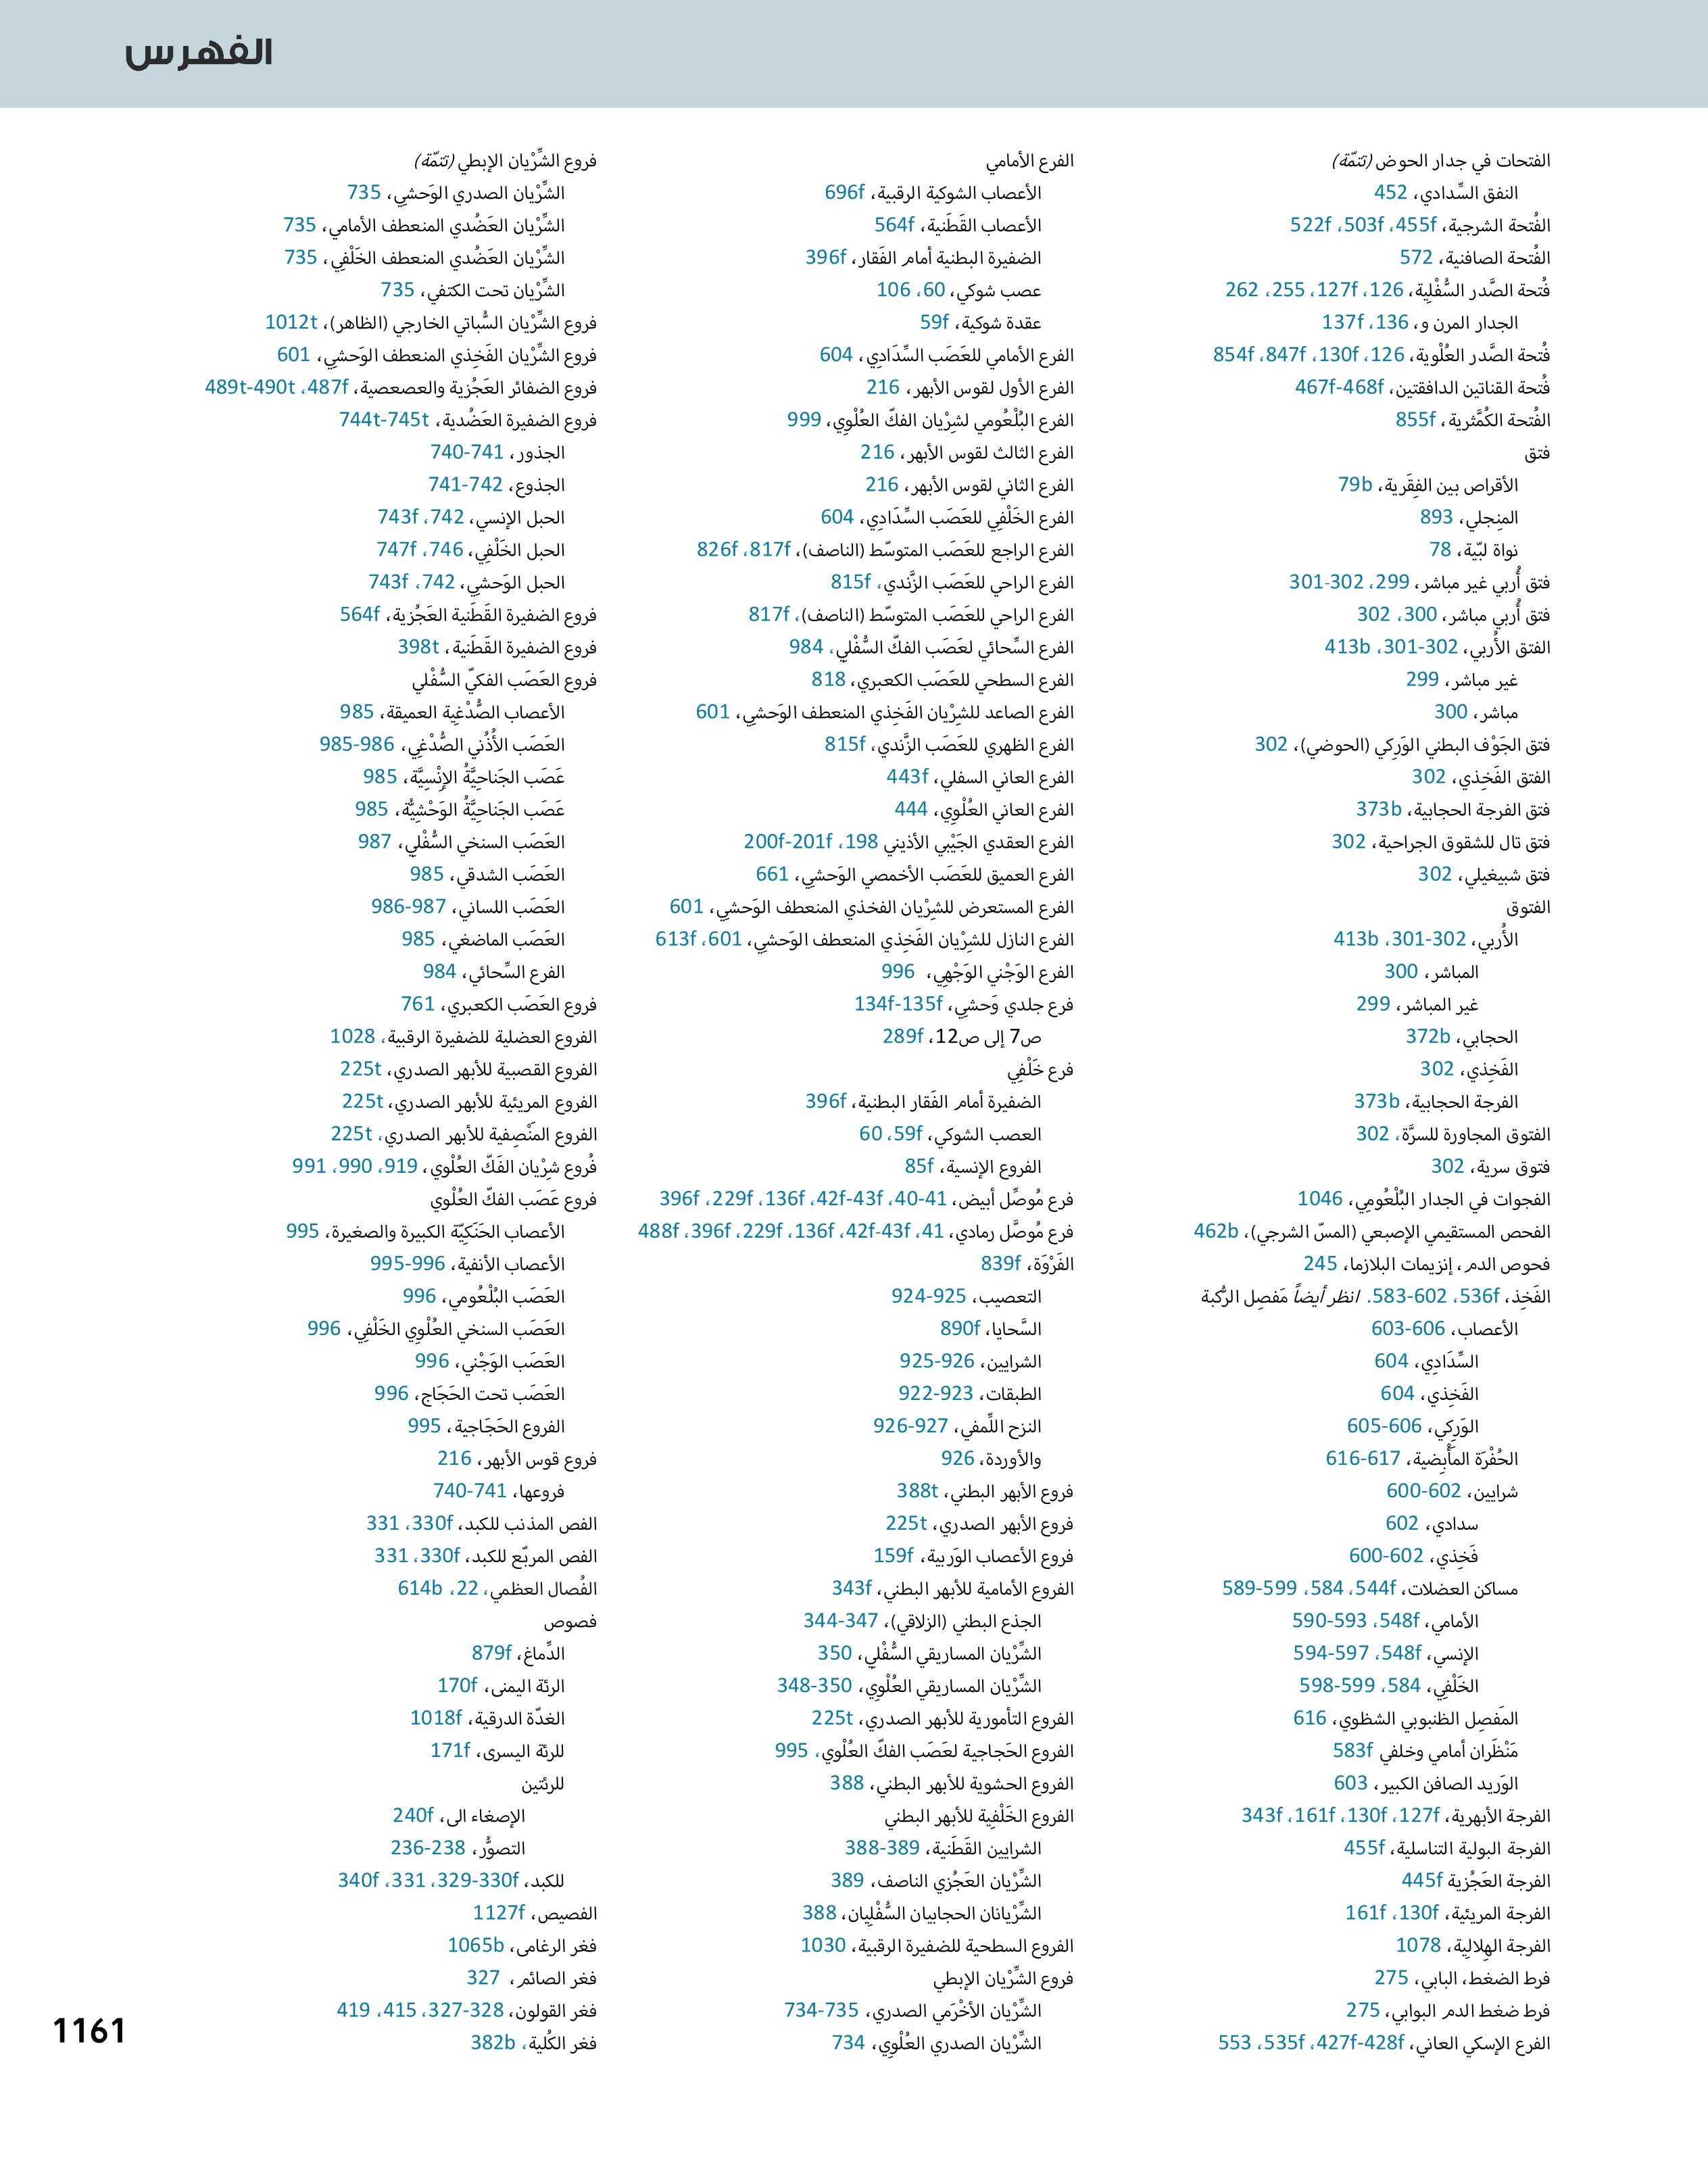 الفهرس
الفتحات في جدار الحوض (تتمّة)
النفق السِّدادي، 452
الفُتحة الشرجية، 455f، 503f، 522f
الفُتحة الصافنية، 572
فُتحة الصَّدر السُّفْلِية، 126، 127f، 255، 262
الجدار المرن و، 136، 137f
فُتحة الصَّدر العُلْوية، 126، 130f، 847f، 854f
فُتحة القناتين الدافقتين، 467f-468f
الفُتحة الكُمَّثرية، 855f
فتق
الأقراص بين الفِقَرية، 79b
المِنجلي، 893
نواة لبّية، 78
فتق أُربي غير مباشر، 299، 301-302
فتق أُربي مباشر، 300، 302
الفتق الأُربي، 301-302، 413b
غير مباشر، 299
مباشر، 300
فتق الجَوْف البطني الوَرِكي (الحوضي)، 302
الفتق الفَخِذي، 302
فتق الفرجة الحجابية، 373b
فتق تال للشقوق الجراحية، 302
فتق شبيغيلي، 302
الفتوق
الأُربي، 301-302، 413b
المباشر، 300
غير المباشر، 299
الحجابي، 372b
الفَخِذي، 302
الفرجة الحجابية، 373b
الفتوق المجاورة للسرَّة، 302
فتوق سرية، 302
الفجوات في الجدار البُلْعُومِي، 1046
الفحص المستقيمي الإصبعي (المسّ الشرجي)، 462b
فحوص الدم، إنزيمات البلازما، 245
الفَخِذ، 536f، 583-602. انظر أيضاً مَفصِل الرُّكبة
الأعصاب، 603-606
السِّدَادِي، 604
الفَخِذي، 604
الوَرِكي، 605-606
الحُفْرَة المَأْبِضية، 616-617
شرايين، 600-602
سدادي، 602
فَخِذي، 600-602
مساكن العضلات، 544f، 584، 589-599
الأمامي، 548f، 590-593
الإنسي، 548f، 594-597
الخَلْفِي، 584، 598-599
المَفصِل الظنبوبي الشظوي، 616
مَنْظَران أمامي وخلفي 583f
الوَريد الصافن الكبير، 603
الفرجة الأبهرية، 127f، 130f، 161f، 343f
الفرجة البولية التناسلية، 455f
الفرجة العَجُزية 445f
الفرجة المريئية، 130f، 161f
الفرجة الهِلالِية، 1078
فرط الضغط، البابي، 275
فرط ضغط الدم البوابي، 275
الفرع الإسكي العاني، 427f-428f، 535f، 553
الفرع الأمامي
الأعصاب الشوكية الرقبية، 696f
الأعصاب القَطَنية، 564f
الضفيرة البطنية أمام الفَقار، 396f
عصب شوكي، 60، 106
عقدة شوكية، 59f
الفرع الأمامي للعَصَب السِّدَادِي، 604
الفرع الأول لقوس الأبهر، 216
الفرع البُلْعُومي لشِرْيان الفكّ العُلْوِي، 999
الفرع الثالث لقوس الأبهر، 216
الفرع الثاني لقوس الأبهر، 216
الفرع الخَلْفِي للعَصَب السِّدَادِي، 604
الفرع الراجع للعَصَب المتوسّط (الناصف)، 817f، 826f
الفرع الراحي للعَصَب الزَّندي، 815f
الفرع الراحي للعَصَب المتوسّط (الناصف)، 817f
الفرع السِّحائي لعَصَب الفكّ السُّفْلي، 984
الفرع السطحي للعَصَب الكعبري، 818
الفرع الصاعد للشِرْيان الفَخِذي المنعطف الوَحشي، 601
الفرع الظهري للعَصَب الزَّندي، 815f
الفرع العاني السفلي، 443f
الفرع العاني العُلْوِي، 444
الفرع العقدي الجَيْبي الأذيني 198، 200f-201f
الفرع العميق للعَصَب الأخمصي الوَحشي، 661
الفرع المستعرض للشِرْيان الفخذي المنعطف الوَحشي، 601
الفرع النازل للشِرْيان الفَخِذي المنعطف الوَحشي، 601، 613f
الفرع الوَجْني الوَجْهِي، 996
فرع جلدي وَحشي، 134f-135f
ص7 إلى ص12، 289f
فرع خَلْفِي
الضفيرة أمام الفَقار البطنية، 396f
العصب الشوكي، 59f، 60
الفروع الإنسية، 85f
فرع مُوصِّل أبيض، 40-41، 42f-43f، 136f، 229f، 396f
فرع مُوصَّل رمادي، 41، 42f-43f، 136f، 229f، 396f، 488f
الفَرْوَة، 839f
التعصيب، 924-925
السَّحايا، 890f
الشرايين، 925-926
الطبقات، 922-923
النزح اللِّمفي، 926-927
والأوردة، 926
فروع الأبهر البطني، 388t
فروع الأبهر الصدري، 225t
فروع الأعصاب الوَربية، 159f
الفروع الأمامية للأبهر البطني، 343f
الجذع البطني (الزلاقي)، 344-347
الشِّرْيان المساريقي السُّفْلِي، 350
الشِّرْيان المساريقي العُلْوِي، 348-350
الفروع التأمورية للأبهر الصدري، 225t
الفروع الحَجاجية لعَصَب الفكّ العُلْوي، 995
الفروع الحشوية للأبهر البطني، 388
الفروع الخَلْفِية للأبهر البطني
الشرايين القَطَنية، 388-389
الشِّرْيان العَجُزي الناصف، 389
الشِّرْيانان الحجابيان السُّفْلِيان، 388
الفروع السطحية للضفيرة الرقبية، 1030
فروع الشِّرْيان الإبطي
الشِّرْيان الأخْرَمي الصدري، 734-735
الشِّرْيان الصدري العُلْوِي، 734
فروع الشِّرْيان الإبطي (تتمّة)
الشِّرْيان الصدري الوَحشي، 735
الشِّرْيان العَضُدي المنعطف الأمامي، 735
الشِّرْيان العَضُدي المنعطف الخَلْفِي، 735
الشِّرْيان تحت الكتفي، 735
فروع الشِّرْيان السُّباتي الخارجي (الظاهر)، 1012t
فروع الشِّرْيان الفَخِذي المنعطف الوَحشي، 601
فروع الضفائر العَجُزية والعصعصية، 487f، 489t-490t
فروع الضفيرة العَضُدية، 744t-745t
الجذور، 740-741
الجذوع، 741-742
الحبل الإنسي، 742، 743f
الحبل الخَلْفِي، 746، 747f
الحبل الوَحشي، 742، 743f
فروع الضفيرة القَطَنية العَجُزية، 564f
فروع الضفيرة القَطَنية، 398t
فروع العَصَب الفكيّ السُّفْلي
الأعصاب الصُّدْغِية العميقة، 985
العَصَب الأُذُني الصُّدْغِي، 985-986
عَصَب الجَناحِيَّةُ الإِنْسِيَّة، 985
عَصَب الجَناحِيَّةُ الوَحْشِيُّة، 985
العَصَب السنخي السُّفْلِي، 987
العَصَب الشدقي، 985
العَصَب اللساني، 986-987
العَصَب الماضغي، 985
الفرع السِّحائي، 984
فروع العَصَب الكعبري، 761
الفروع العضلية للضفيرة الرقبية، 1028
الفروع القصبية للأبهر الصدري، 225t
الفروع المريئية للأبهر الصدري، 225t
الفروع المَنْصِفية للأبهر الصدري، 225t
فُروع شِرْيان الفَكّ العُلْوي، 919، 990، 991
فروع عَصَب الفكّ العُلْوي
الأعصاب الحَنَكِيّة الكبيرة والصغيرة، 995
الأعصاب الأنفية، 995-996
العَصَب البُلْعُومي، 996
العَصَب السنخي العُلْوِي الخَلْفِي، 996
العَصَب الوَجْني، 996
العَصَب تحت الحَجَاج، 996
الفروع الحَجَاجية، 995
فروع قوس الأبهر، 216
فروعها، 740-741
الفص المذنب للكبد، 330f، 331
الفص المربّع للكبد، 330f، 331
الفُصال العظمي، 22، 614b
فصوص
الدِّماغ، 879f
الرئة اليمنى، 170f
الغدّة الدرقية، 1018f
للرئة اليسرى، 171f
للرئتين
الإصغاء الى، 240f
التصوُّر، 236-238
للكبد، 329-330f، 331، 340f
الفصيص، 1127f
فغر الرغامى، 1065b
فغر الصائم، 327
فغر القولون، 327-328، 415، 419
فغر الكُلية، 382b
1161